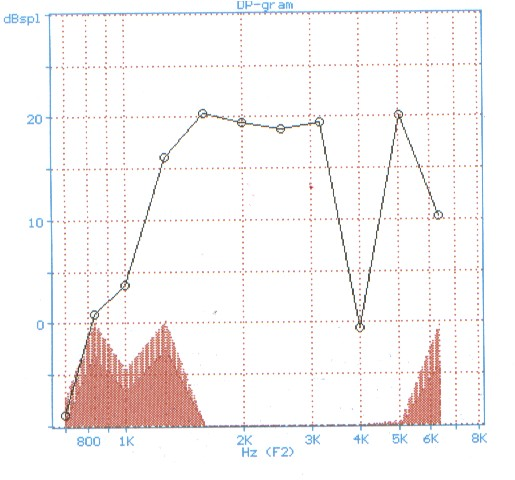 DP-gram
dBspl
20
10
0
800 1K 2K 3K 4K 5K 6K 8K
Hz (F2)